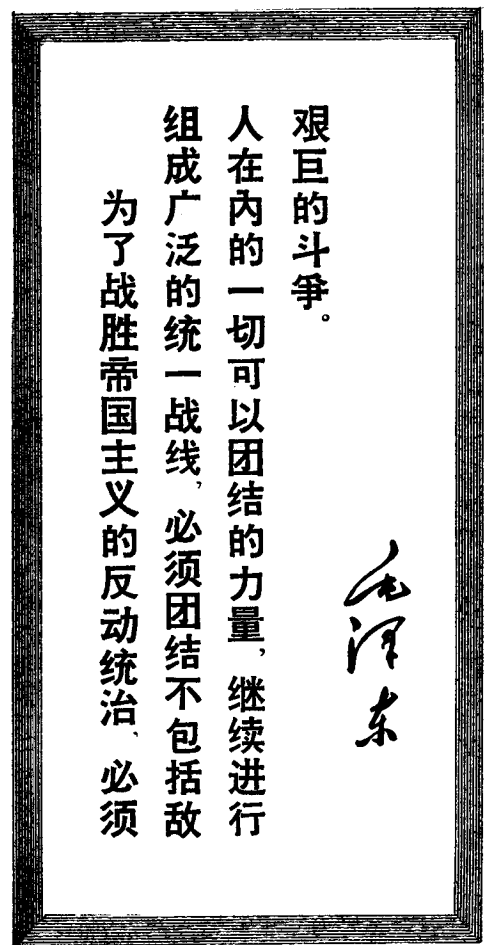 为了战胜帝国主义的反动统治，必须
组成广泛的统一战线，必须团结不包括敌
人在内的一切可以团结的力量，继续进行
艰巨的斗争。
毛泽东